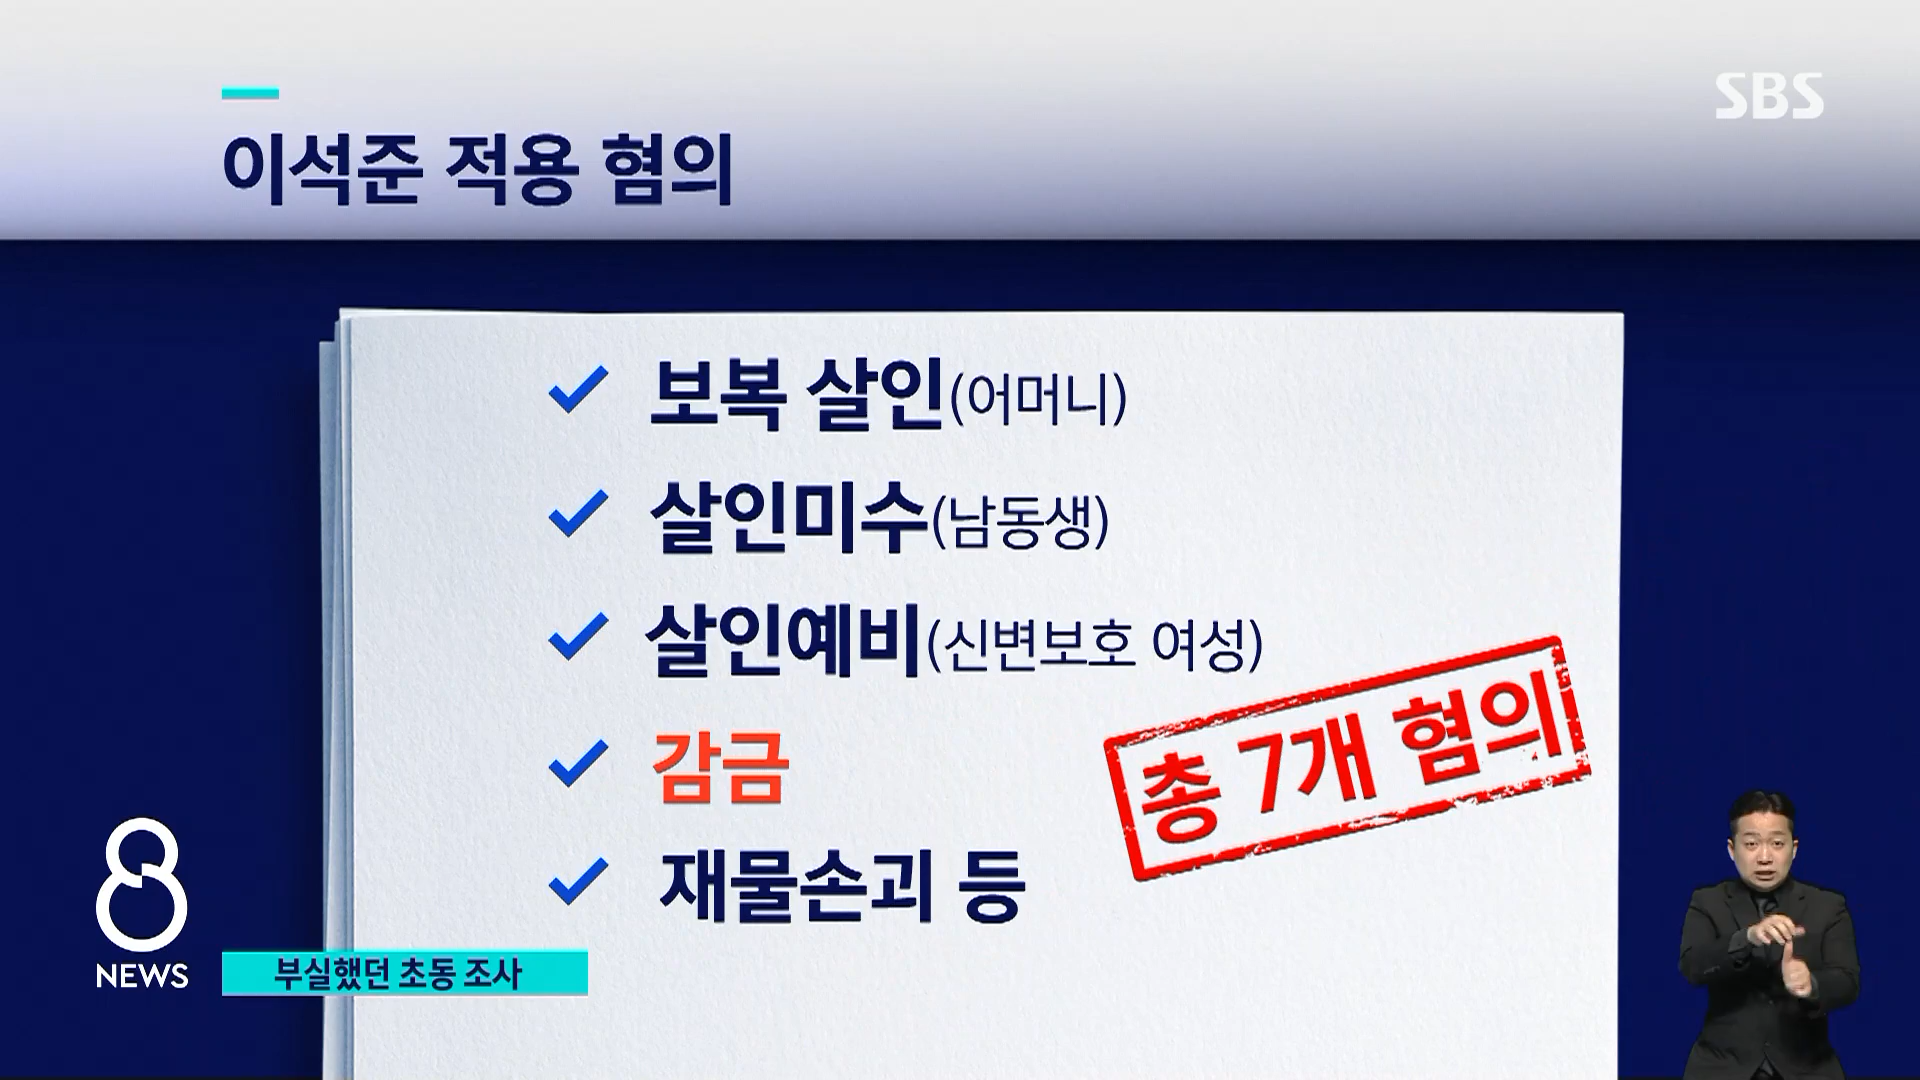 SBS
이석준 적용 혐의
보복 살인(어머니)
살인미수(남동생)
살인예비(신변보호 여성)
감금
총 7개 혐의
재물손괴 등
8
NEWS
부실했던 초동 조사